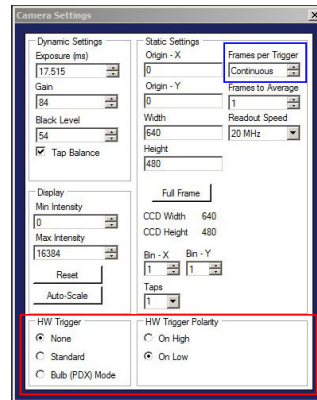 Camera Settings
Dynamic Settings
Exposure (ms)
17.515
Gain
84
Black Level
54
Tap Balance
Display
Min Intensity
0
Max Intensity
16384
Reset
Auto-Scale
Static Settings
Origin - X
0
Origin - Y
0
Width
640
Height
480
Frames per Trigger
Continuous
Frames to Average
1
Readout Speed
20 MHz
Full Frame
CCD Width 640
CCD Height 480
Bin - X Bin - Y
1 1
Taps
1
HW Trigger
None
Standard
Bulb (PDX) Mode
HW Trigger Polarity
On High
On Low